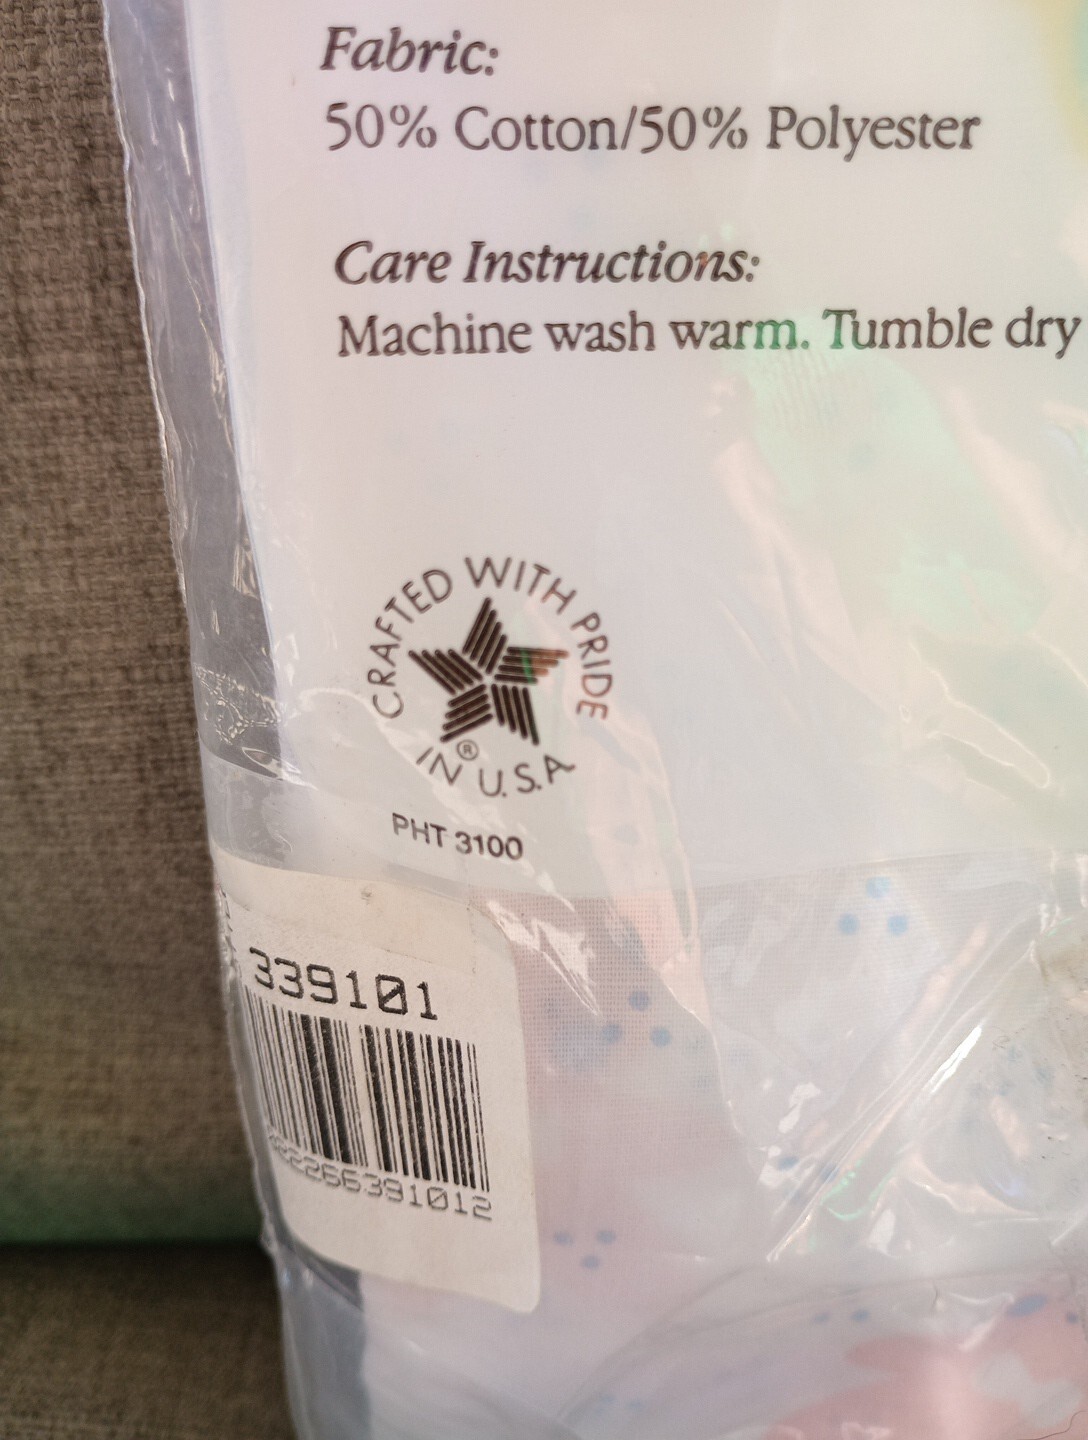 Fabric:
50% Cotton/50% Polyester
Care Instructions:
Machine wash warm. Tumble dry
CRAFTED WITH PRIDE
IN ® U.S.A
PHT 3100
339101
2266391012